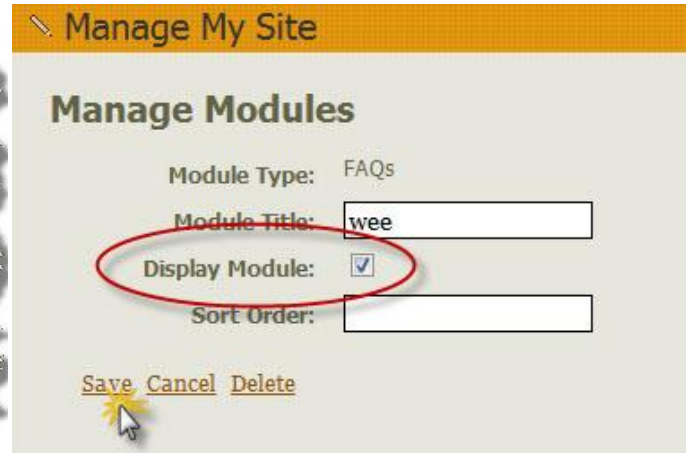 Manage My Site
Manage Modules
Module Type: FAQs
Module Title: wee
Display Module:
Sort Order:
Save Cancel Delete